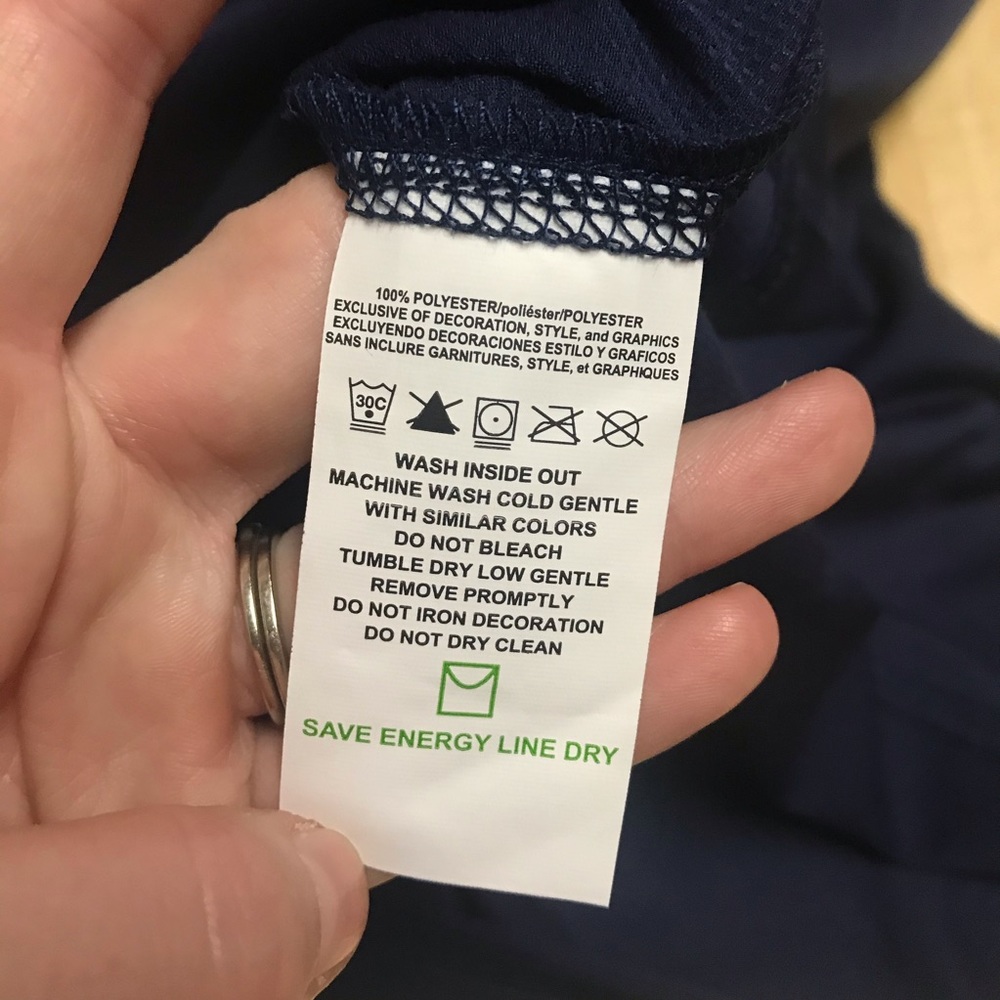 100% POLYESTER/poliéster/POLYESTER
EXCLUSIVE OF DECORATION, STYLE, and GRAPHICS
EXCLUYENDO DECORACIONES ESTILO Y GRAFICOS
SANS INCLURE GARNITURES, STYLE, et GRAPHIQUES
30C
WASH INSIDE OUT
MACHINE WASH COLD GENTLE
WITH SIMILAR COLORS
DO NOT BLEACH
TUMBLE DRY LOW GENTLE
REMOVE PROMPTLY
DO NOT IRON DECORATION
DO NOT DRY CLEAN
SAVE ENERGY LINE DRY